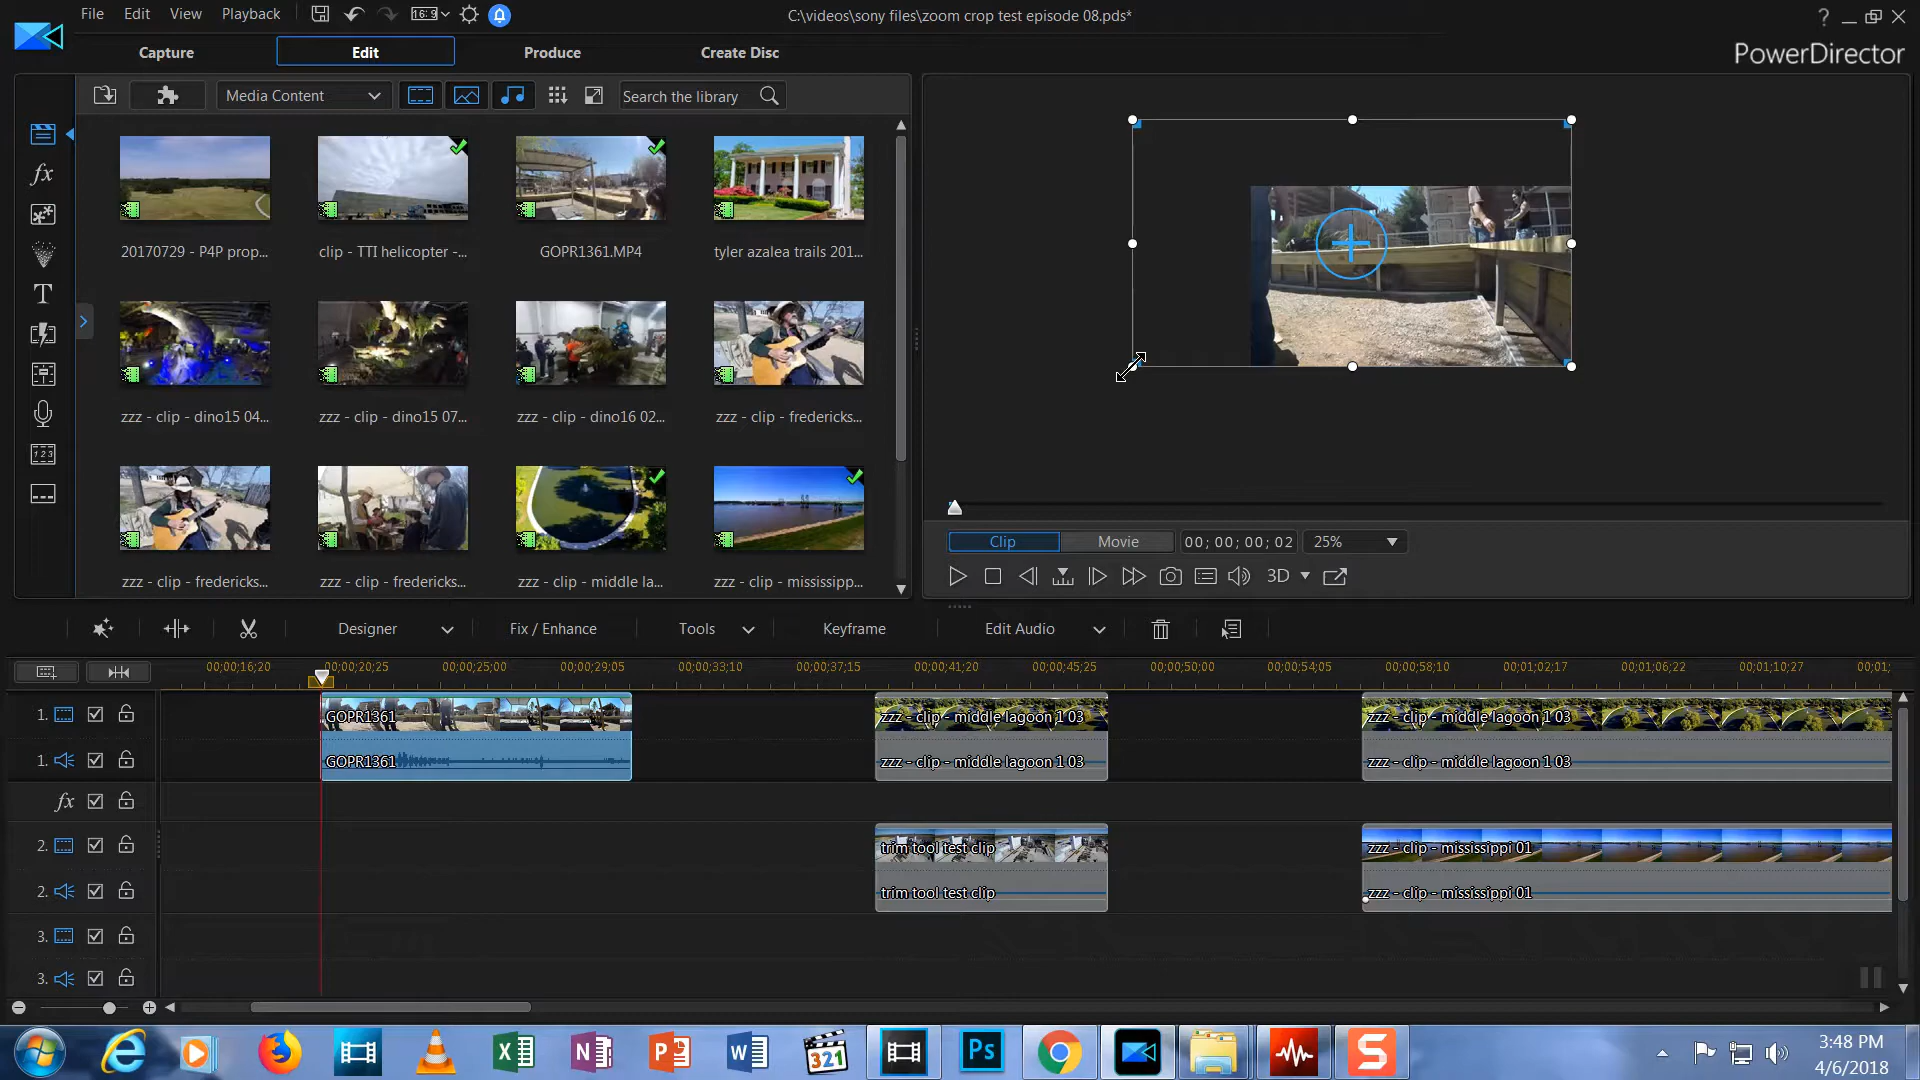 File Edit View Playback 16:9 C:\videos\sony files\zoom crop test episode 08.pds* ?
PowerDirector
Capture Edit Produce Create Disc
Media Content Search the library
20170729 - P4P prop... clip - TTI helicopter -... GOPR1361.MP4 tyler azalea trails 201...
zzz - clip - dino15 04... zzz - clip - dino15 07... zzz - clip - dino16 02... zzz - clip - fredericks...
zzz - clip - fredericks... zzz - clip - fredericks... zzz - clip - middle la... zzz - clip - mississipp...
fx
T
1 2 3
Clip Movie 00; 00; 00; 02 25%
3D
Designer Fix / Enhance Tools Keyframe Edit Audio
00;00;16;20 00;00;20;25 00;00;25;00 00;00;29;05 00;00;33;10 00;00;37;15 00;00;41;20 00;00;45;25 00;00;50;00 00;00;54;05 00;00;58;10 00;01;02;17 00;01;06;22 00;01;10;27 00;01;
1. GOPR1361 zzz - clip - middle lagoon 1 03 zzz - clip - middle lagoon 1 03
1. GOPR1361 zzz - clip - middle lagoon 1 03 zzz - clip - middle lagoon 1 03
fx
2. trim tool test clip zzz - clip - mississippi 01
2. trim tool test clip zzz - clip - mississippi 01
3.
3.
321 Ps
3:48 PM
4/6/2018